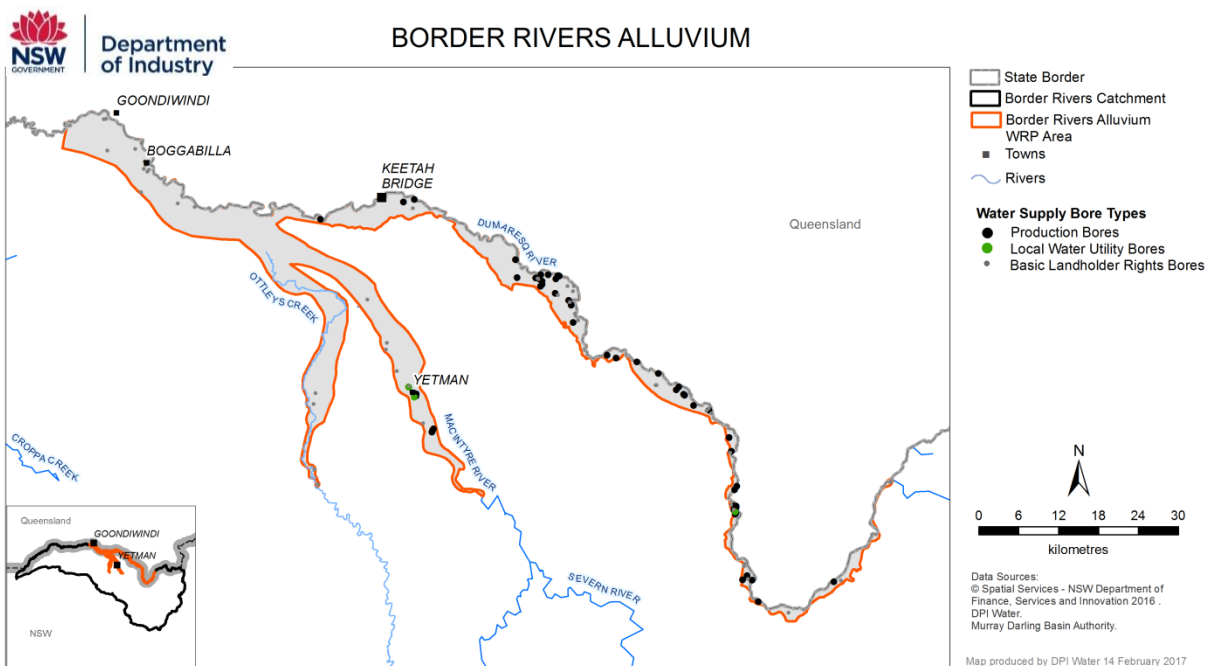 NSW
GOVERNMENT
Department
of Industry
BORDER RIVERS ALLUVIUM
GOONDIWINDI
BOGGABILLA
KEETAH
BRIDGE
DUMARESQ RIVER
Queensland
OTTLEYS CREEK
YETMAN
MACINTYRE RIVER
CROPPA CREEK
SEVERN RIVER
Queensland
GOONDIWINDI
YETMAN
NSW
State Border
Border Rivers Catchment
Border Rivers Alluvium
WRP Area
Towns
Rivers
Water Supply Bore Types
Production Bores
Local Water Utility Bores
Basic Landholder Rights Bores
N
0 6 12 18 24 30
kilometres
Data Sources:
© Spatial Services - NSW Department of
Finance, Services and Innovation 2016 .
DPI Water.
Murray Darling Basin Authority.
Map produced by DPI Water 14 February 2017